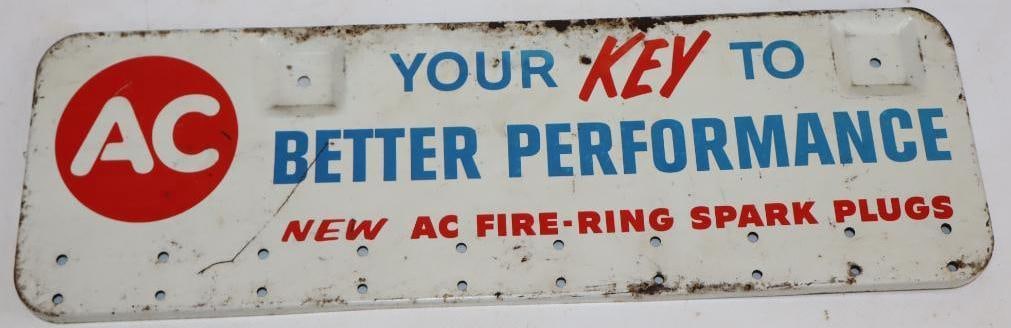 AC
YOUR KEY TO
BETTER PERFORMANCE
NEW AC FIRE-RING SPARK PLUGS